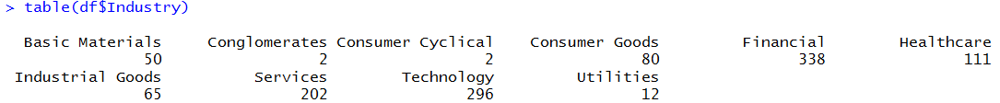 > table(df$Industry)
Basic Materials Conglomerates Consumer Cyclical Consumer Goods Financial Healthcare
50 2 2 80 338 111
Industrial Goods Services Technology Utilities
65 202 296 12